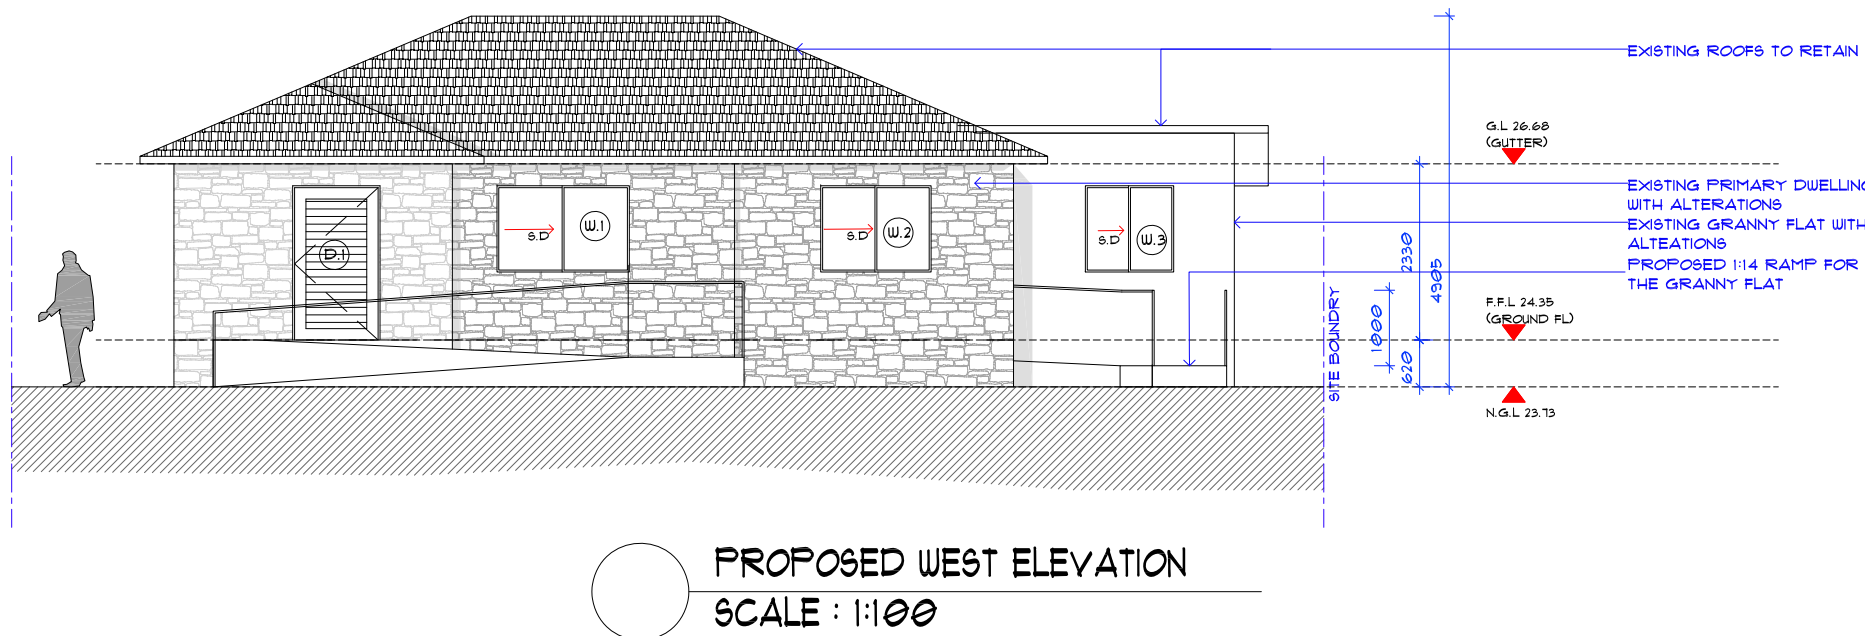 EXISTING ROOFS TO RETAIN
G.L 26.68
(GUTTER)
EXISTING PRIMARY DWELLING
WITH ALTERATIONS
EXISTING GRANNY FLAT WITH
ALTEATIONS
PROPOSED 1:14 RAMP FOR
THE GRANNY FLAT
D.1
S.D
W.1
S.D
W.2
S.D
W.3
SITE BOUNDRY
1000
2330
620
4905
F.F.L 24.35
(GROUND FL)
N.G.L 23.73
PROPOSED WEST ELEVATION
SCALE : 1:100